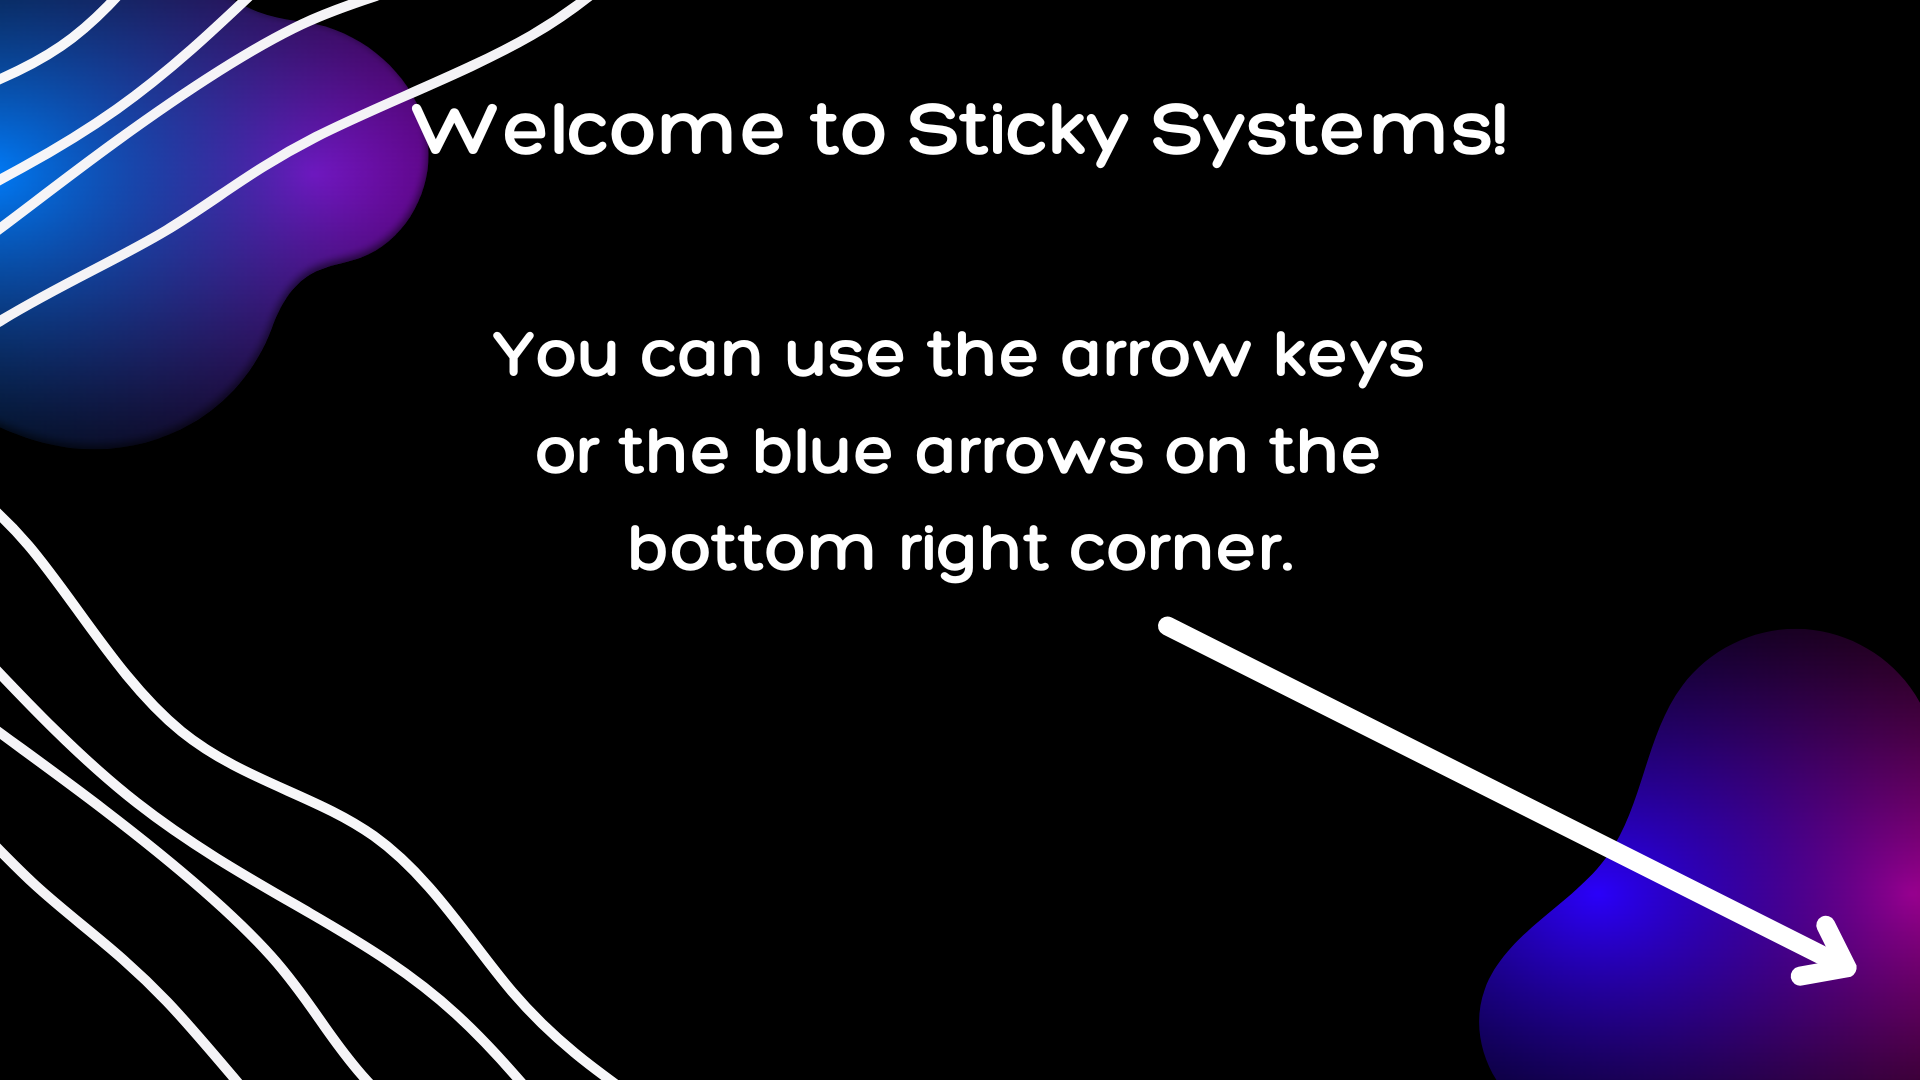 Welcome to Sticky Systems!
You can use the arrow keys
or the blue arrows on the
bottom right corner.